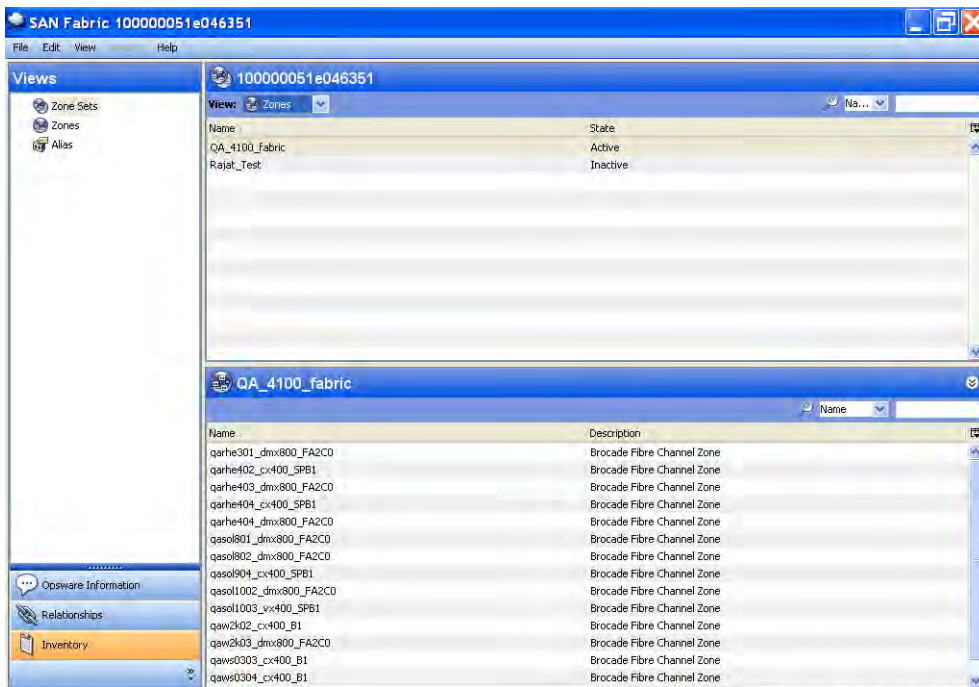 SAN Fabric 100000051e046351
File Edit View Help
Views
Zone Sets
Zones
Alias
Opsware Information
Relationships
Inventory
100000051e046351
View: Zones
Na...
Name State
QA_4100_fabric Active
Rajat_Test Inactive
QA_4100_fabric
Name
Name Description
qarhe301_dmx800_FA2C0 Brocade Fibre Channel Zone
qarhe402_cx400_SPB1 Brocade Fibre Channel Zone
qarhe403_dmx800_FA2C0 Brocade Fibre Channel Zone
qarhe404_cx400_SPB1 Brocade Fibre Channel Zone
qarhe404_dmx800_FA2C0 Brocade Fibre Channel Zone
qasol801_dmx800_FA2C0 Brocade Fibre Channel Zone
qasol802_dmx800_FA2C0 Brocade Fibre Channel Zone
qasol904_cx400_SPB1 Brocade Fibre Channel Zone
qasol1002_dmx800_FA2C0 Brocade Fibre Channel Zone
qasol1003_vx400_SPB1 Brocade Fibre Channel Zone
qaw2k02_cx400_B1 Brocade Fibre Channel Zone
qaw2k03_dmx800_FA2C0 Brocade Fibre Channel Zone
qaws0303_cx400_B1 Brocade Fibre Channel Zone
qaws0304_cx400_B1 Brocade Fibre Channel Zone